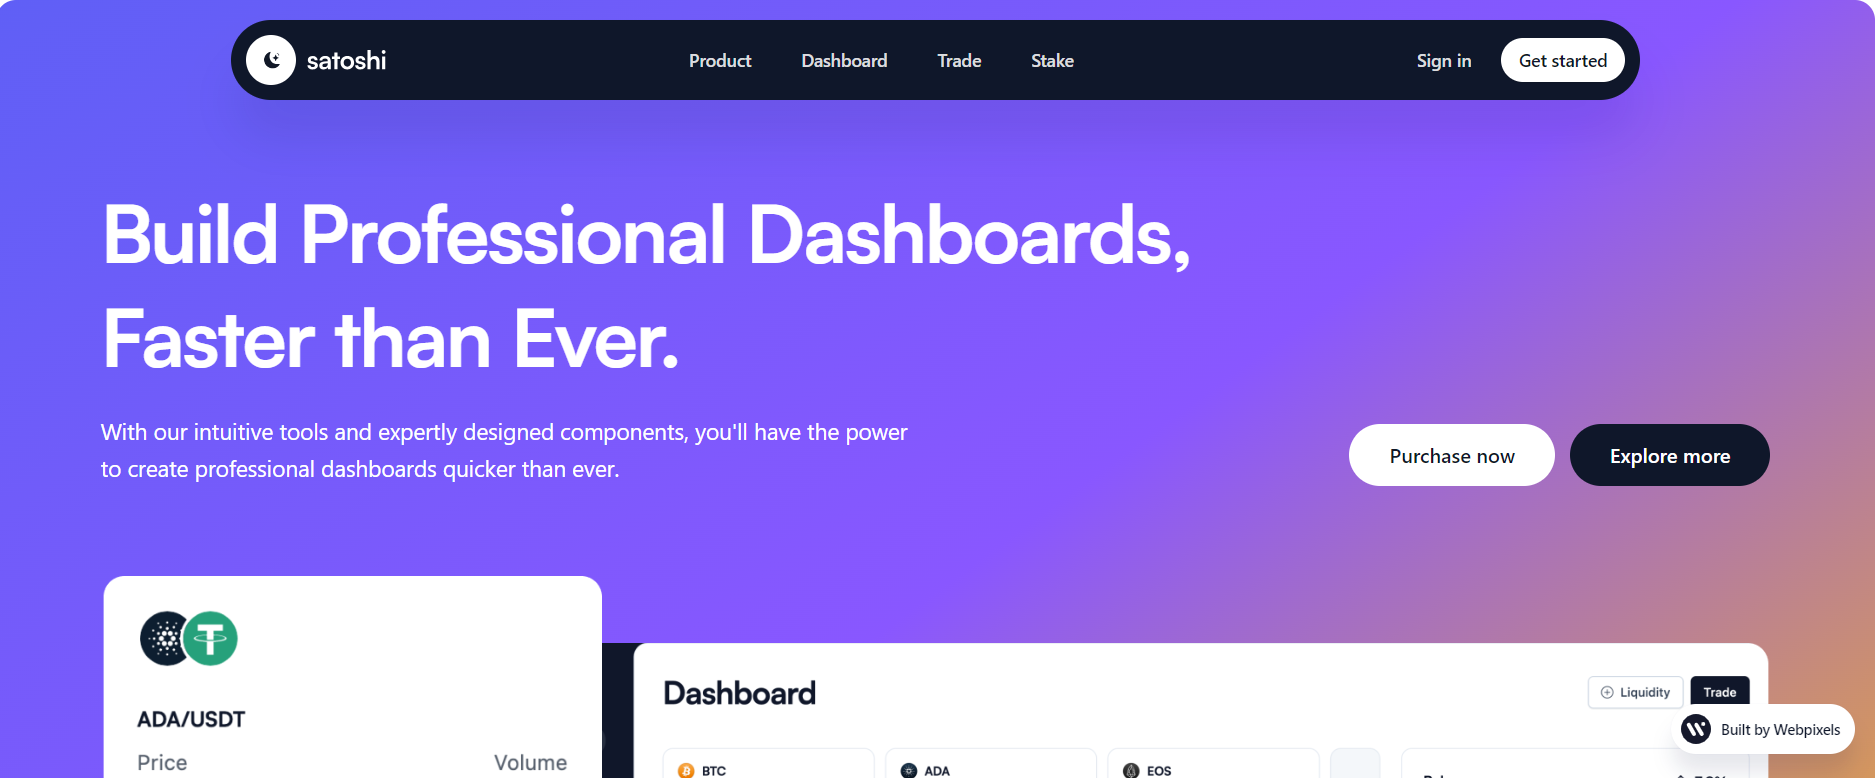 satoshi
Product
Dashboard
Trade
Stake
Sign in
Get started
Build Professional Dashboards,
Faster than Ever.
With our intuitive tools and expertly designed components, you'll have the power
to create professional dashboards quicker than ever.
Purchase now
Explore more
ADA/USDT
Price
Volume
Dashboard
Liquidity
Trade
BTC
ADA
EOS
Built by Webpixels